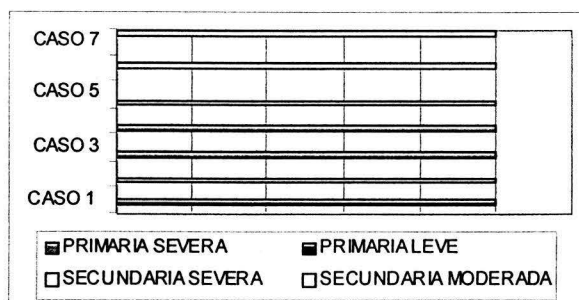 CASO 7
CASO 5
CASO 3
CASO 1
PRIMARIA SEVERA PRIMARIA LEVE
SECUNDARIA SEVERA SECUNDARIA MODERADA